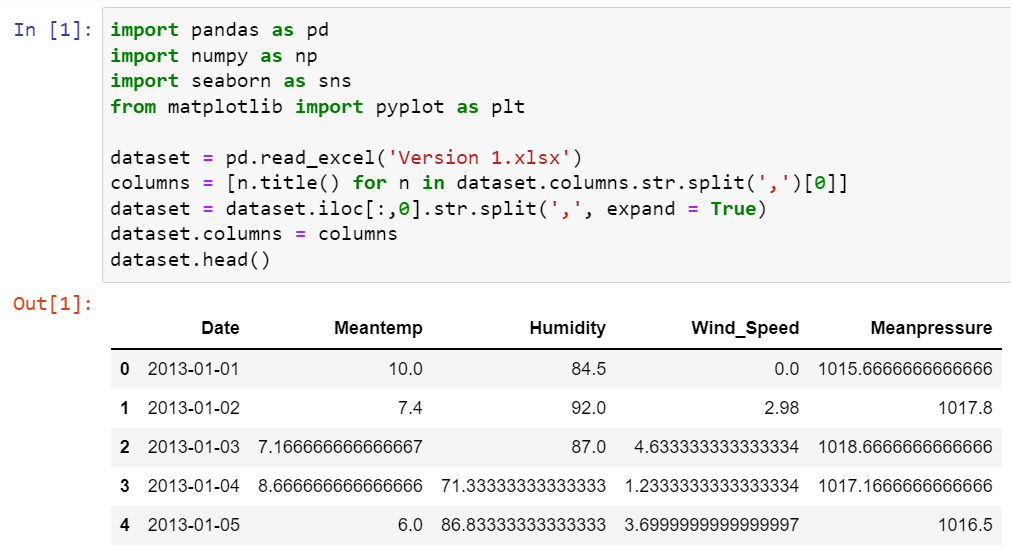 In [1]: import pandas as pd
import numpy as np
import seaborn as sns
from matplotlib import pyplot as plt
dataset = pd.read_excel('Version 1.xlsx')
columns = [n.title() for n in dataset.columns.str.split(',')[0]]
dataset = dataset.iloc[:,0].str.split(',', expand = True)
dataset.columns = columns
dataset.head()
Out[1]:
Date Meantemp Humidity Wind_Speed Meanpressure
0 2013-01-01 10.0 84.5 0.0 1015.6666666666666
1 2013-01-02 7.4 92.0 2.98 1017.8
2 2013-01-03 7.166666666666667 87.0 4.633333333333334 1018.6666666666666
3 2013-01-04 8.666666666666666 71.33333333333333 1.2333333333333334 1017.1666666666666
4 2013-01-05 6.0 86.83333333333333 3.6999999999999997 1016.5